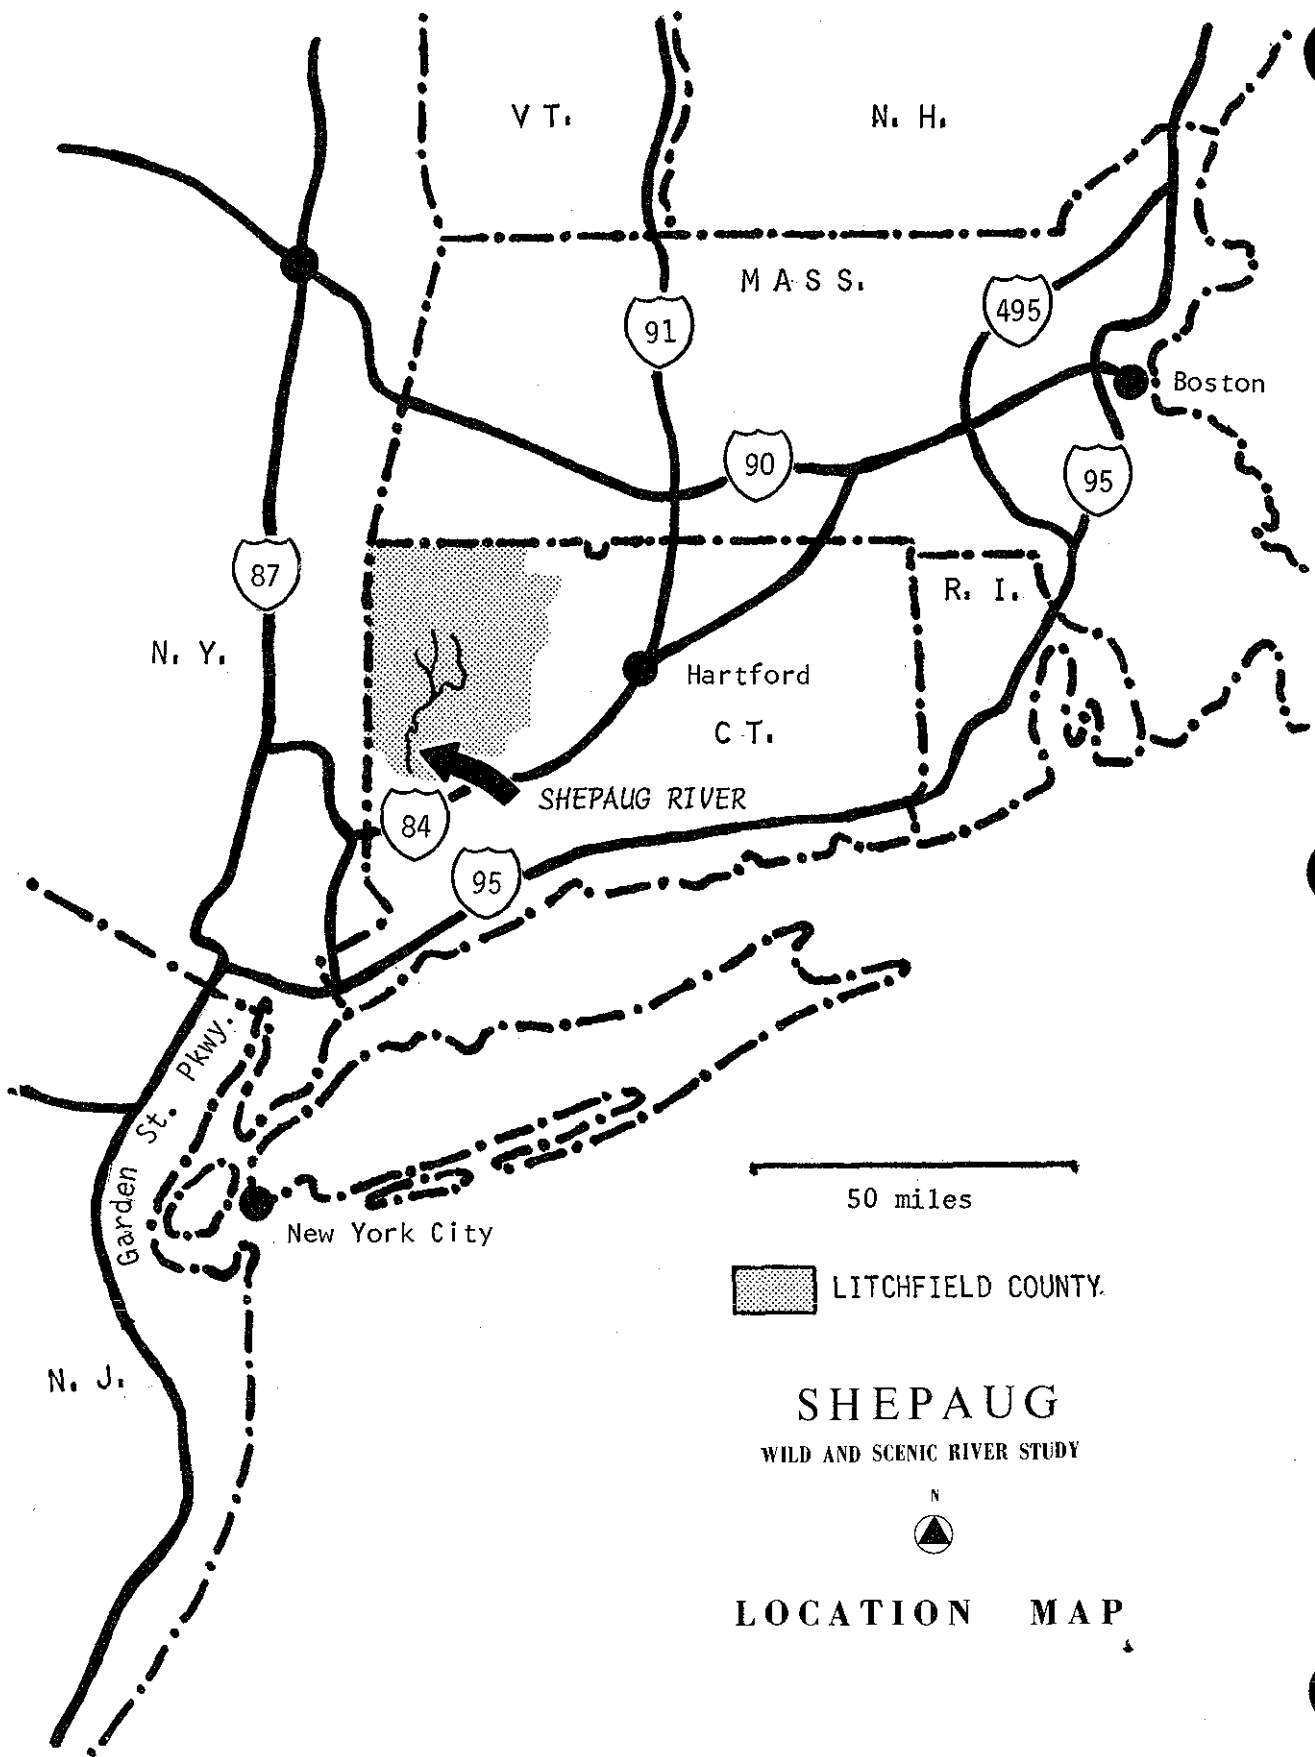 V T.
N. H.
M A S S.
91
495
Boston
90
95
87
R. I.
N. Y.
Hartford
C T.
SHEPAUG RIVER
84
95
Garden St. Pkwy.
50 miles
New York City
LITCHFIELD COUNTY.
N. J.
SHEPAUG
WILD AND SCENIC RIVER STUDY
N
LOCATION MAP